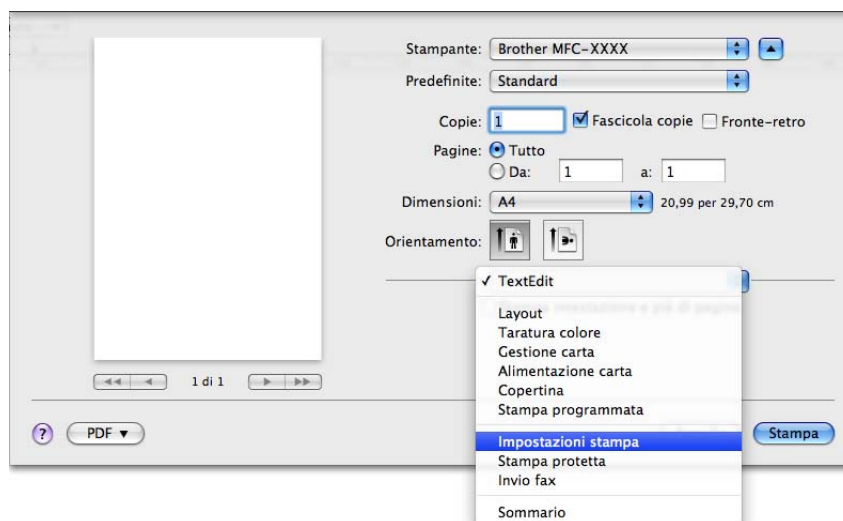 Stampante: Brother MFC-XXXX
Predefinite: Standard
Copie: 1 Fascicola copie Fronte-retro
Pagine: Tutto
Da: 1 a: 1
Dimensioni: A4 20,99 per 29,70 cm
Orientamento:
✓ TextEdit
Layout
Taratura colore
Gestione carta
Alimentazione carta
1 di 1
Copertina
Stampa programmata
? PDF ▼
Impostazioni stampa
Stampa
Stampa protetta
Invio fax
Sommario